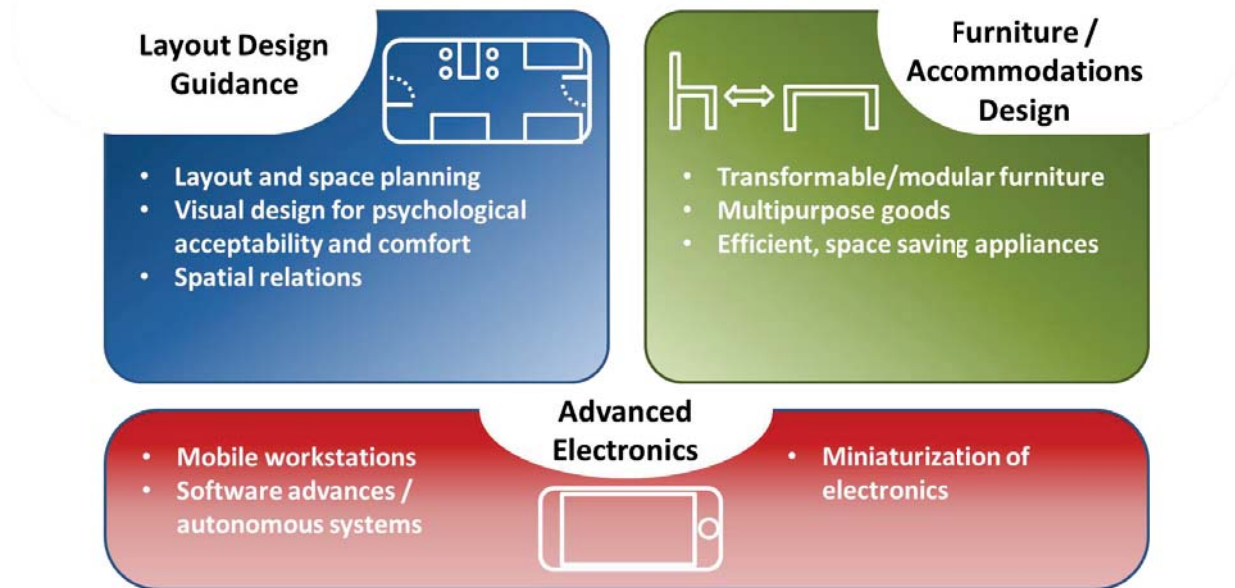 Layout Design
Guidance
• Layout and space planning
• Visual design for psychological
acceptability and comfort
• Spatial relations
Furniture /
Accommodations
Design
• Transformable/modular furniture
• Multipurpose goods
• Efficient, space saving appliances
Advanced
Electronics
• Mobile workstations
• Software advances /
autonomous systems
• Miniaturization of
electronics